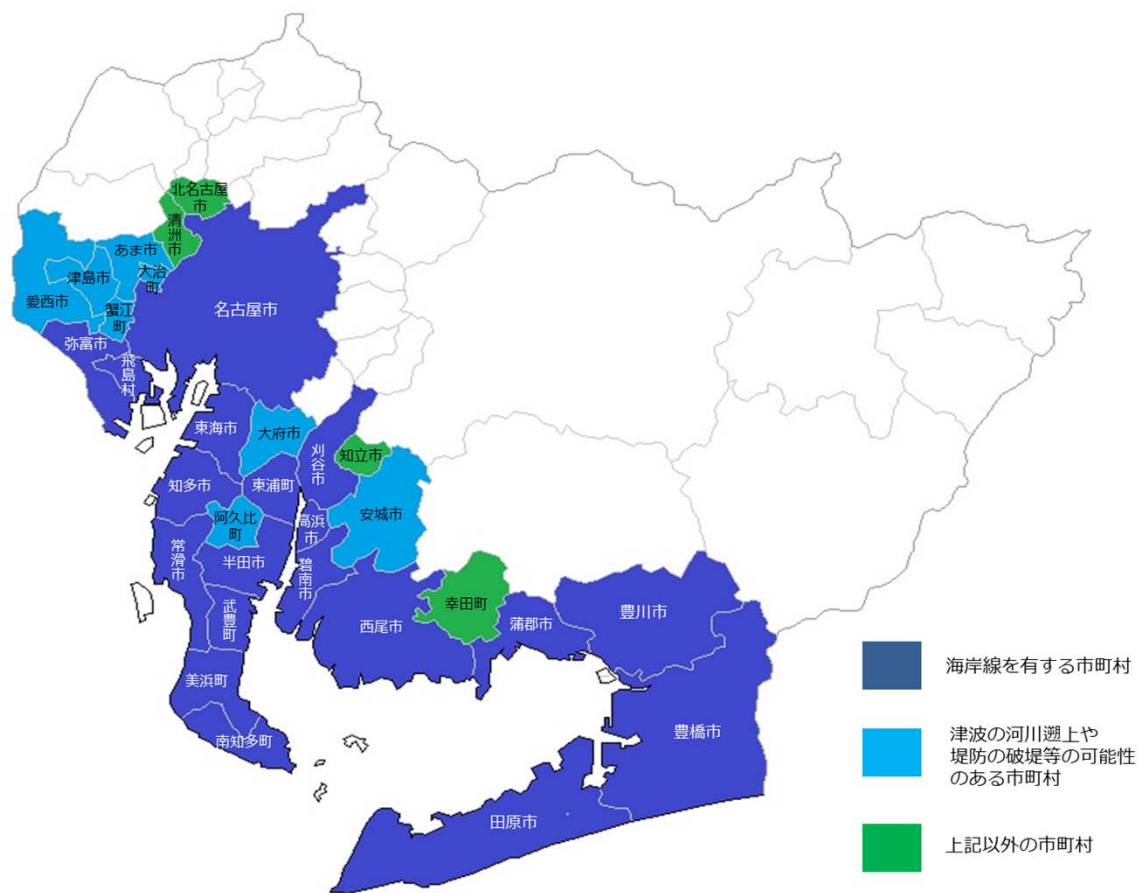 北名古屋
市
清洲市
あま市
大治
町
津島市
愛西市
蟹江
町
名古屋市
弥富市
飛島村
東海市
大府市
刈谷市
知立市
知多市
東浦町
安城市
阿久比
町
高浜
市
常滑市
半田市
碧南市
幸田町
武豊町
西尾市
蒲郡市
豊川市
美浜町
南知多町
豊橋市
田原市
海岸線を有する市町村
津波の河川遡上や
堤防の破堤等の可能性
のある市町村
上記以外の市町村